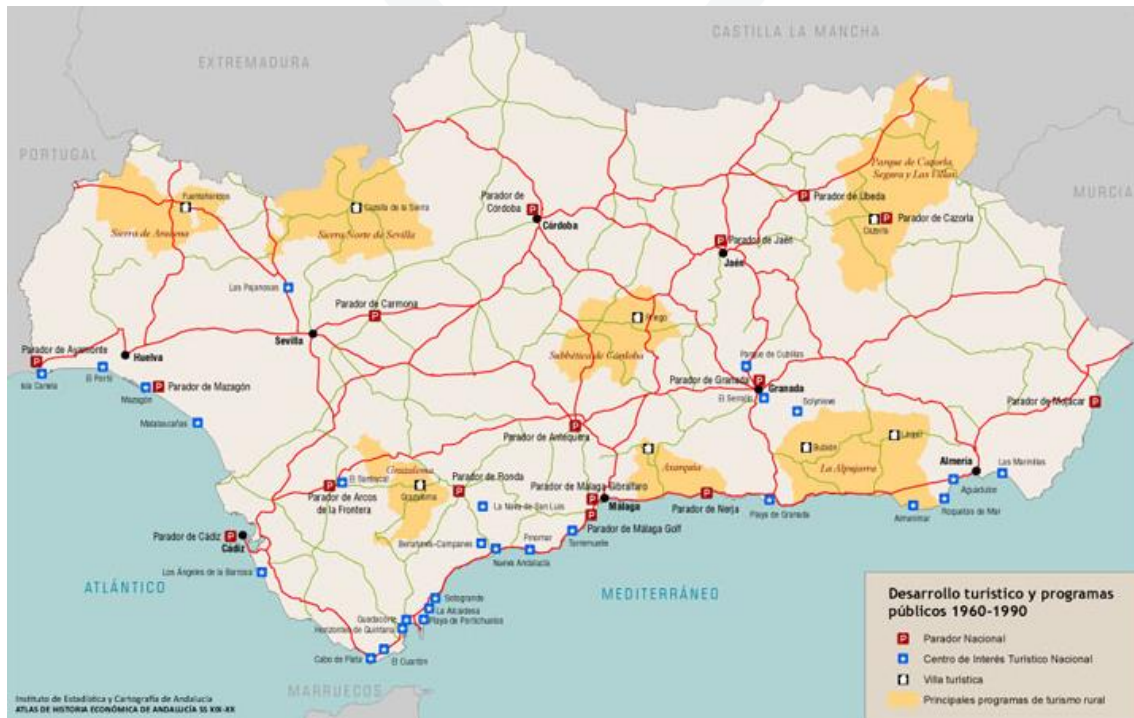 CASTILLA LA MANCHA
EXTREMADURA
PORTUGAL
MURCIA
Parque de Cazorla,
Segura y Las Villas
Fuenteheridos
Sierra de Aracena
Cazalla de la Sierra
Sierra Norte de Sevilla
Parador de
Córdoba
Córdoba
Parador de Úbeda
Parador de Cazorla
Cazorla
Parador de Jaén
Jaén
Las Pajanosas
Parador de Carmona
Sevilla
Priego
Subbética de Córdoba
Parador de Ayamonte
Huelva
Isla Canela
El Portil
Parador de Mazagón
Mazagón
Matalascañas
Parque de Cubillas
Parador de Granada
Granada
El Serrallo
Solynieve
Parador de Mojácar
Parador de Antequera
Bubión
Laujar
La Alpujarra
Almería
Las Marinillas
Aguadulce
Roquetas de Mar
Almerimar
Grazalema
Grazalema
Parador de Ronda
Parador de Arcos
de la Frontera
Axarquía
Parador de Málaga Gibralfaro
Málaga
Parador de Nerja
Playa de Granada
Parador de Málaga Golf
La Nava de San Luis
Torremuelle
Pinomar
Nueva Andalucía
Parador de Cádiz
Cádiz
Los Ángeles de la Barrosa
ATLÁNTICO
MEDITERRÁNEO
Sotogrande
La Alcaidesa
Guadacorte
Horizontes de Quintana
Cabo de Plata
El Cuartón
MARRUECOS
Desarrollo turístico y programas
públicos 1960-1990
Parador Nacional
Centro de Interés Turístico Nacional
Villa turística
Principales programas de turismo rural
Instituto de Estadística y Cartografía de Andalucía
ATLAS DE HISTORIA ECONÓMICA DE ANDALUCÍA SS XIX-XX